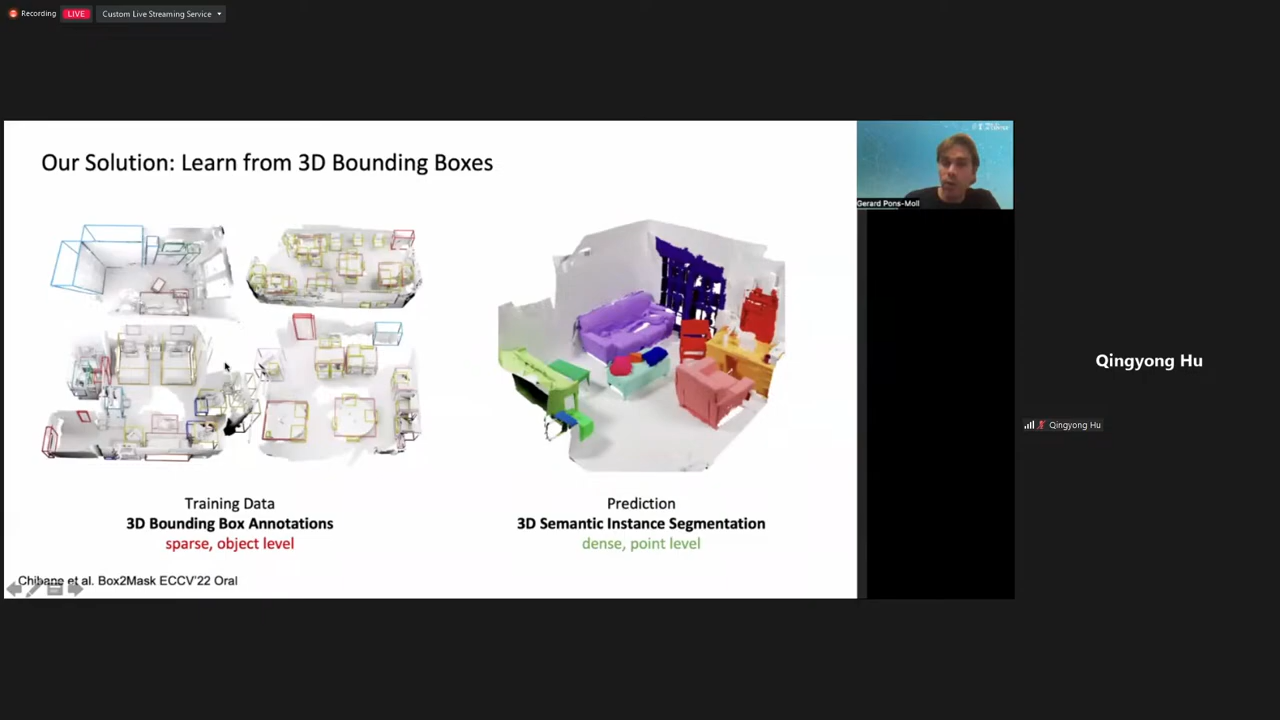 Recording
LIVE
Custom Live Streaming Service
Our Solution: Learn from 3D Bounding Boxes
Gerard Pons-Moll
Qingyong Hu
Qingyong Hu
Training Data
3D Bounding Box Annotations
sparse, object level
Prediction
3D Semantic Instance Segmentation
dense, point level
Chibane et al. Box2Mask ECCV'22 Oral